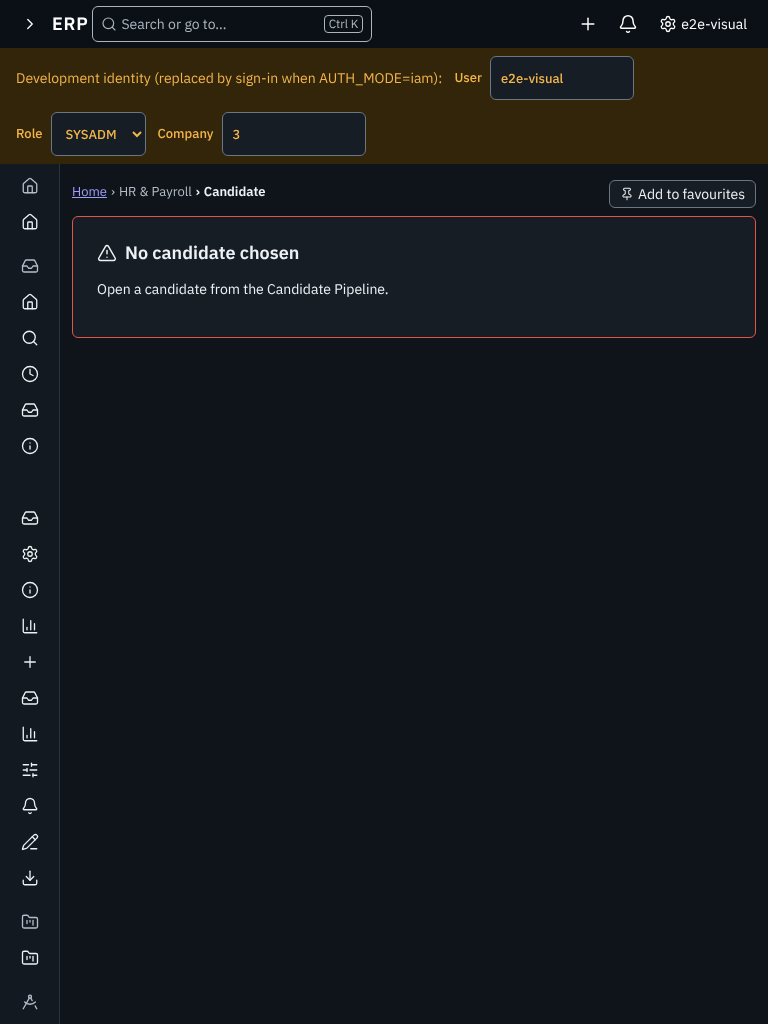 ERP Search or go to... Ctrl K e2e-visual
Development identity (replaced by sign-in when AUTH_MODE=iam): User e2e-visual
Role SYSADM Company 3
Home › HR & Payroll › Candidate Add to favourites
No candidate chosen
Open a candidate from the Candidate Pipeline.